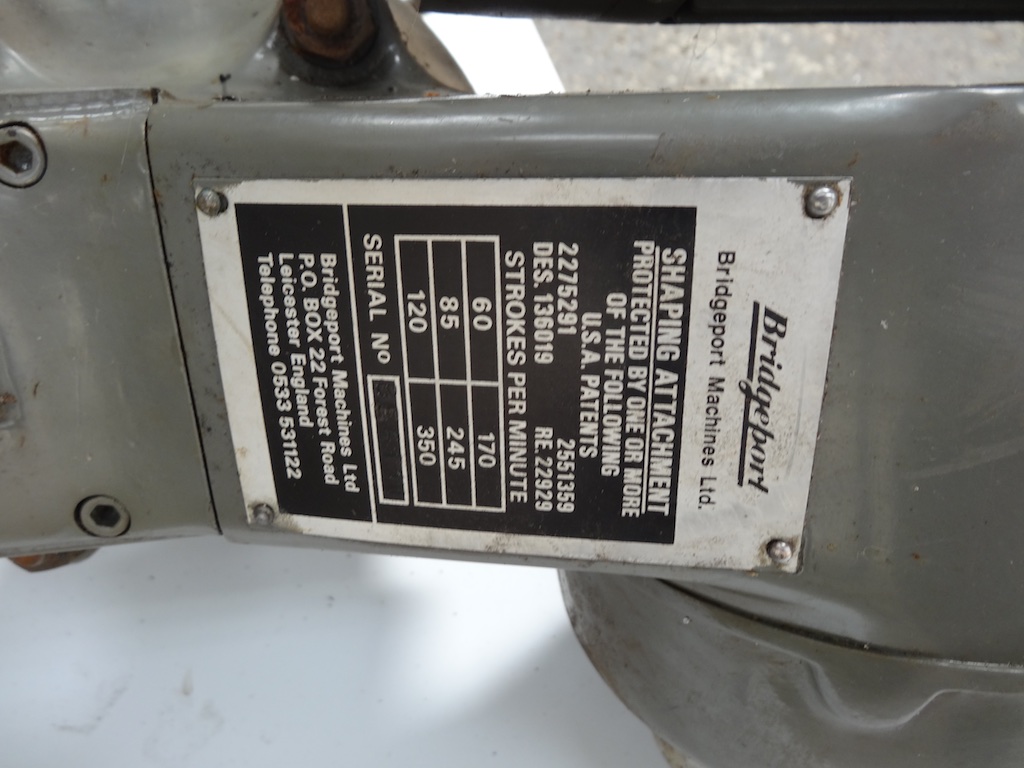 Bridgeport
Bridgeport Machines Ltd.
SHAPING ATTACHMENT
PROTECTED BY ONE OR MORE
OF THE FOLLOWING
U.S.A. PATENTS
2275291 2551359
DES. 136019 RE. 22929
STROKES PER MINUTE
60 170
85 245
120 350
SERIAL Nº
Bridgeport Machines Ltd
P.O. BOX 22 Forest Road
Leicester England
Telephone 0533 531122